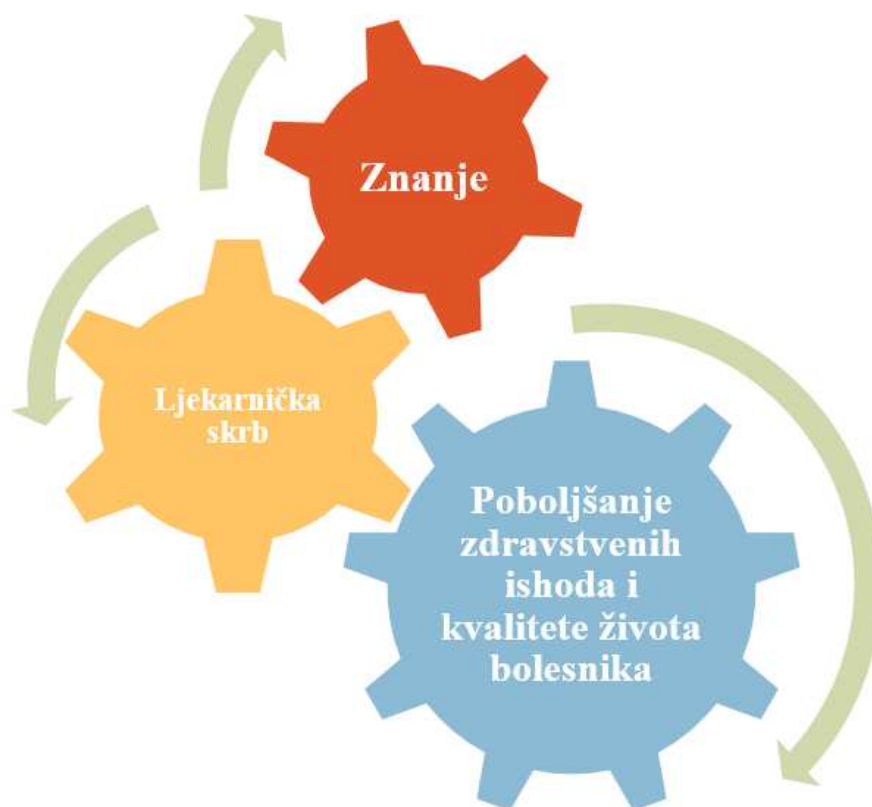 Znanje
Ljekarnička
skrb
Poboljšanje
zdravstvenih
ishoda i
kvalitete života
bolesnika